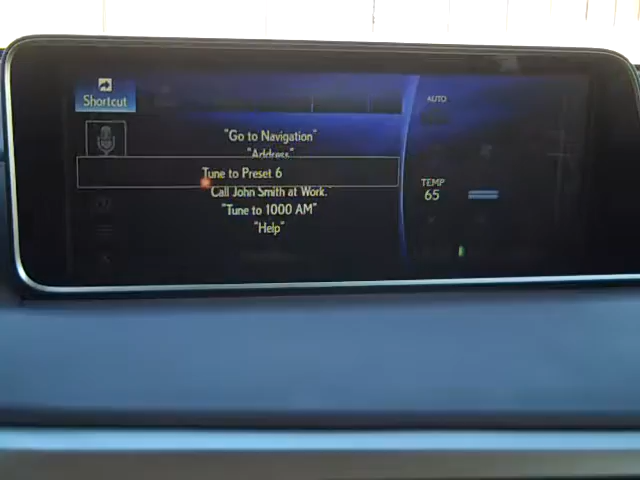 Shortcut
AUTO
"Go to Navigation"
"Address"
Tune to Preset 6
Call John Smith at Work.
"Tune to 1000 AM"
"Help"
TEMP
65